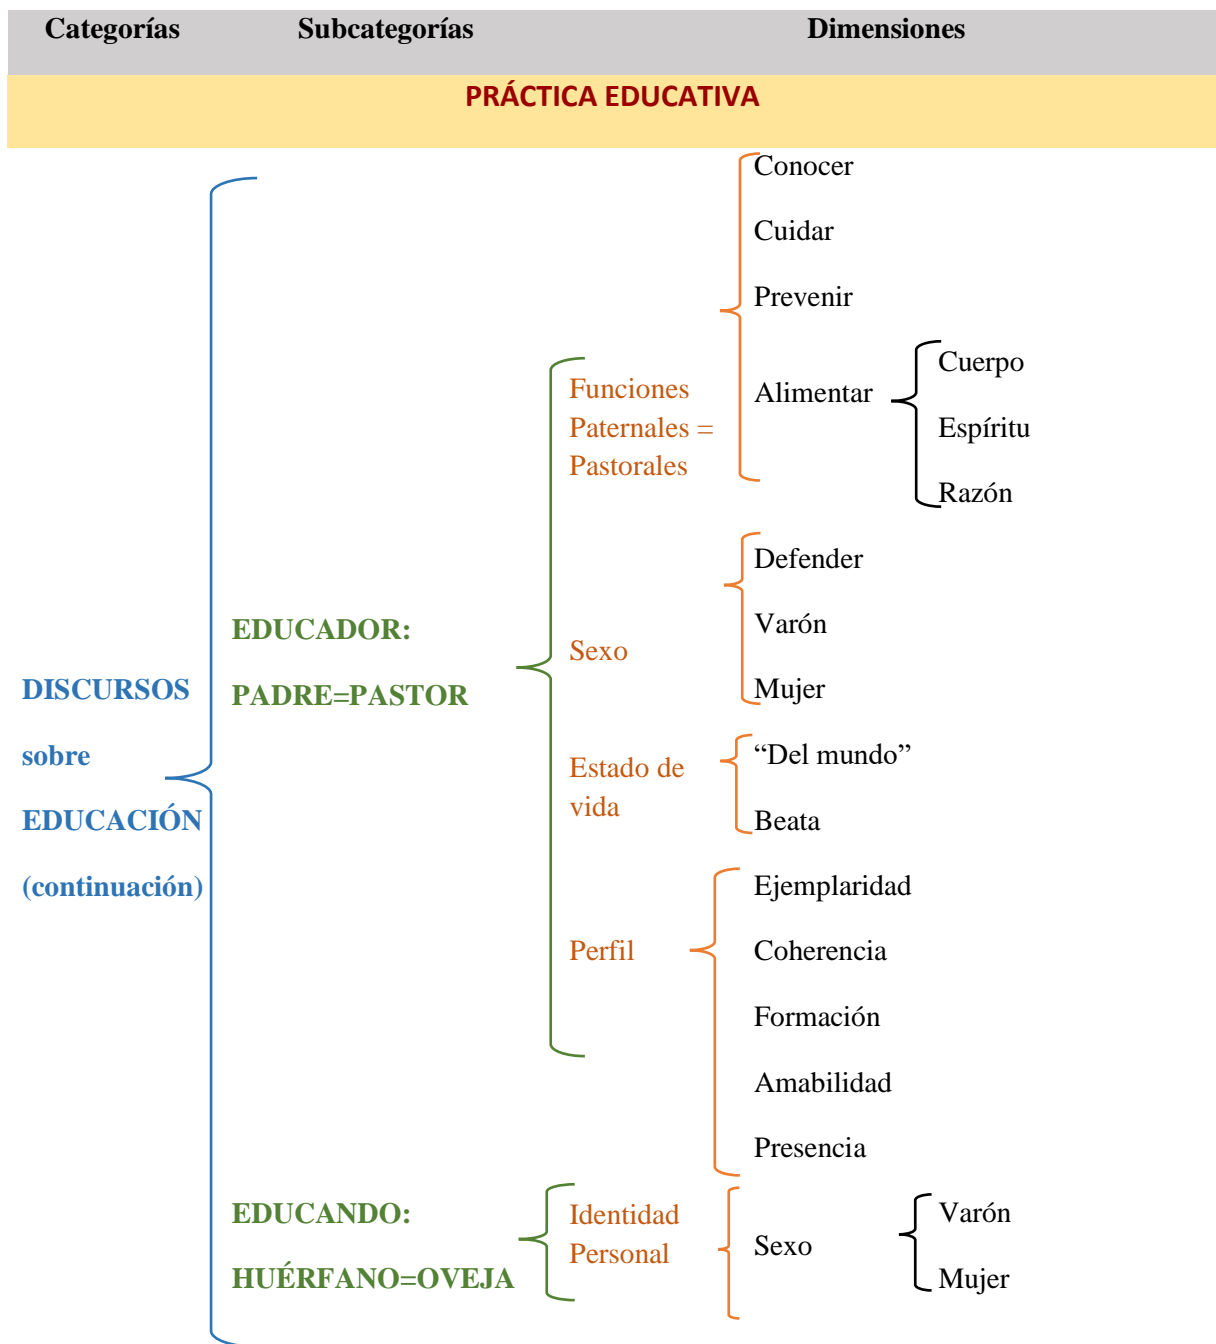 Categorías Subcategorías Dimensiones
PRÁCTICA EDUCATIVA
DISCURSOS
sobre
EDUCACIÓN
(continuación)
EDUCADOR:
PADRE=PASTOR
Funciones
Paternales =
Pastorales
Conocer
Cuidar
Prevenir
Alimentar
Cuerpo
Espíritu
Razón
Sexo
Defender
Varón
Mujer
Estado de
vida
“Del mundo”
Beata
Perfil
Ejemplaridad
Coherencia
Formación
Amabilidad
Presencia
EDUCANDO:
HUÉRFANO=OVEJA
Identidad
Personal
Sexo
Varón
Mujer